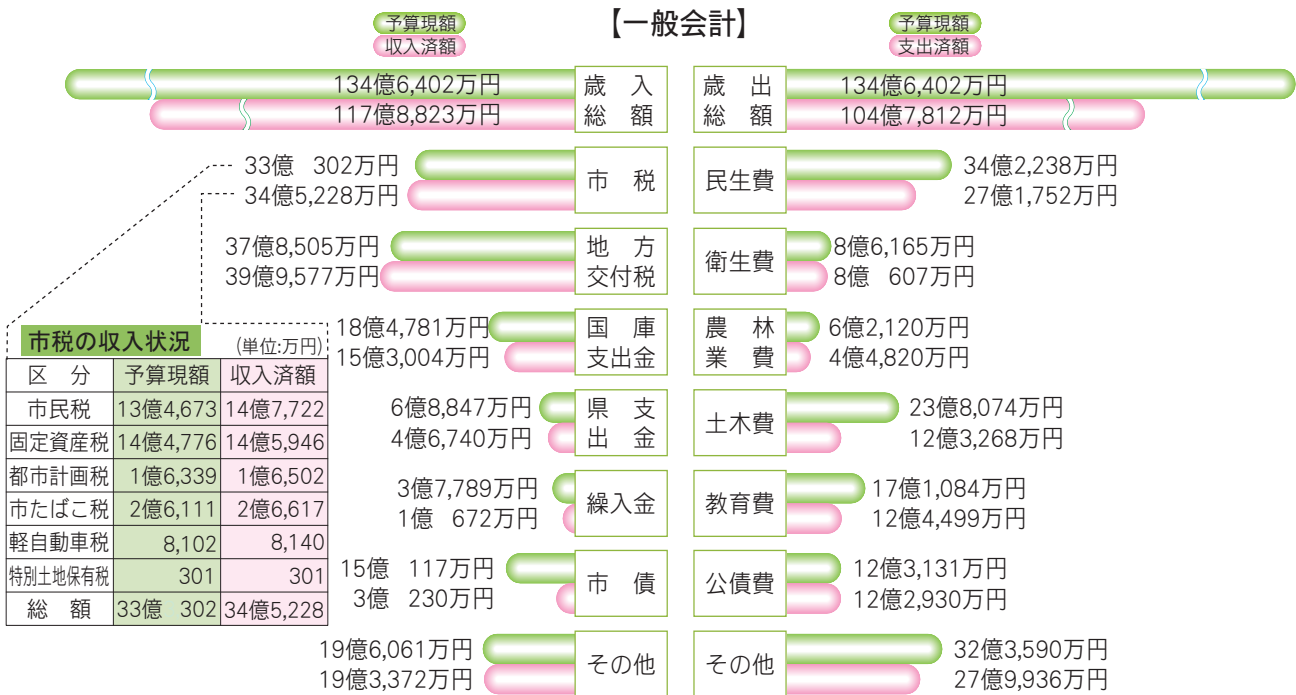 【一般会計】
予算現額
収入済額
予算現額
支出済額
134億6,402万円
117億8,823万円
歳入
総額
歳出
総額
134億6,402万円
104億7,812万円
33億 302万円
34億5,228万円
市税
民生費
34億2,238万円
27億1,752万円
37億8,505万円
39億9,577万円
地方
交付税
衛生費
8億6,165万円
8億 607万円
18億4,781万円
15億3,004万円
国庫
支出金
農林
業費
6億2,120万円
4億4,820万円
6億8,847万円
4億6,740万円
県支
出金
土木費
23億8,074万円
12億3,268万円
3億7,789万円
1億 672万円
繰入金
教育費
17億1,084万円
12億4,499万円
15億 117万円
3億 230万円
市債
公債費
12億3,131万円
12億2,930万円
19億6,061万円
19億3,372万円
その他
その他
32億3,590万円
27億9,936万円
市税の収入状況 (単位:万円)
区分 予算現額 収入済額
市民税 13億4,673 14億7,722
固定資産税 14億4,776 14億5,946
都市計画税 1億6,339 1億6,502
市たばこ税 2億6,111 2億6,617
軽自動車税 8,102 8,140
特別土地保有税 301 301
総額 33億 302 34億5,228